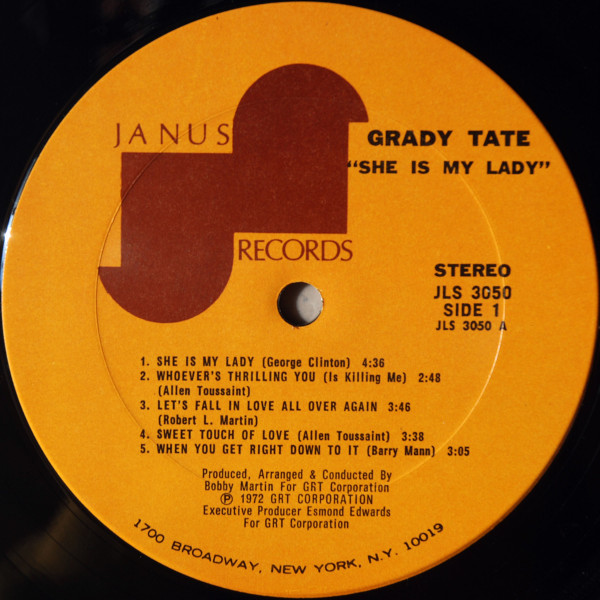 JANUS
RECORDS
GRADY TATE
"SHE IS MY LADY"
STEREO
JLS 3050
SIDE 1
JLS 3050 A
1. SHE IS MY LADY (George Clinton) 4:36
2. WHOEVER'S THRILLING YOU (Is Killing Me) 2:48
(Allen Toussaint)
3. LET'S FALL IN LOVE ALL OVER AGAIN 3:46
(Robert L. Martin)
4. SWEET TOUCH OF LOVE (Allen Toussaint) 3:38
5. WHEN YOU GET RIGHT DOWN TO IT (Barry Mann) 3:05
Produced, Arranged & Conducted By
Bobby Martin For GRT Corporation
Ⓟ 1972 GRT CORPORATION
Executive Producer Esmond Edwards
For GRT Corporation
1700 BROADWAY, NEW YORK, N.Y. 10019